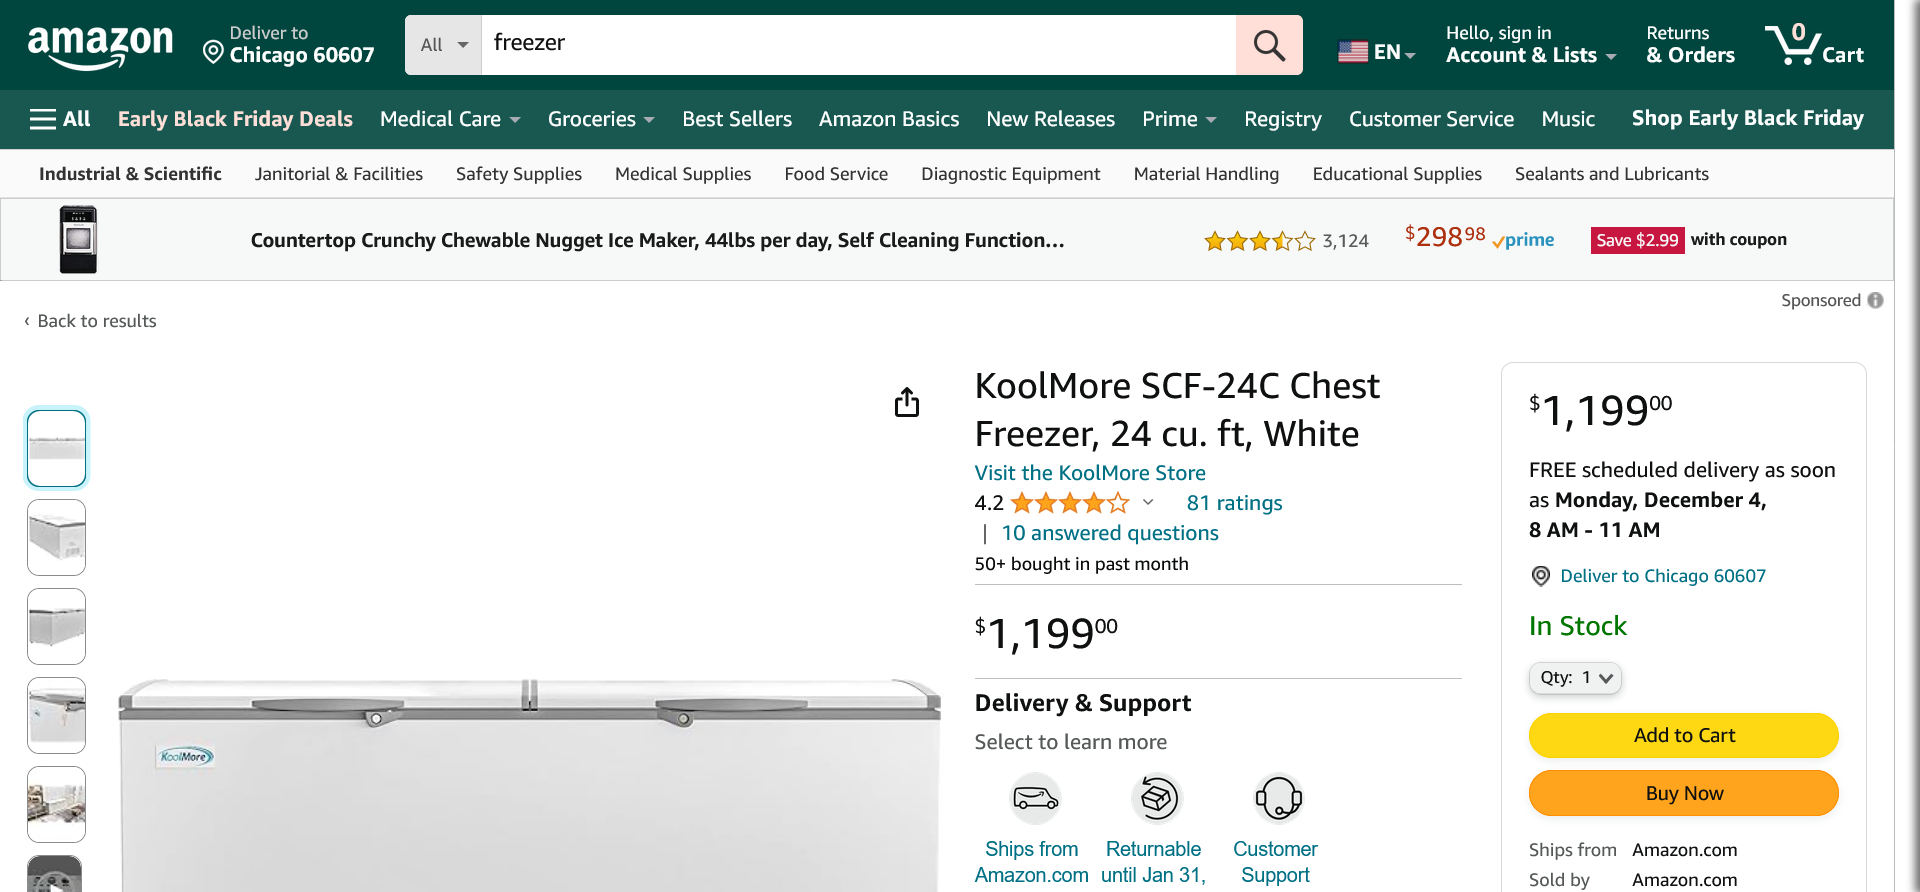 amazon
Deliver to
Chicago 60607
All
freezer
EN
Hello, sign in
Account & Lists
Returns
& Orders
0
Cart
All
Early Black Friday Deals
Medical Care
Groceries
Best Sellers
Amazon Basics
New Releases
Prime
Registry
Customer Service
Music
Shop Early Black Friday
Industrial & Scientific
Janitorial & Facilities
Safety Supplies
Medical Supplies
Food Service
Diagnostic Equipment
Material Handling
Educational Supplies
Sealants and Lubricants
Countertop Crunchy Chewable Nugget Ice Maker, 44lbs per day, Self Cleaning Function...
3,124
$29898
prime
Save $2.99 with coupon
Sponsored
‹ Back to results
KoolMore SCF-24C Chest
Freezer, 24 cu. ft, White
Visit the KoolMore Store
4.2
81 ratings
| 10 answered questions
50+ bought in past month
$1,19900
Delivery & Support
Select to learn more
Ships from
Amazon.com
Returnable
until Jan 31,
Customer
Support
KoolMore
$1,19900
FREE scheduled delivery as soon
as Monday, December 4,
8 AM - 11 AM
Deliver to Chicago 60607
In Stock
Qty: 1
Add to Cart
Buy Now
Ships from Amazon.com
Sold by Amazon.com